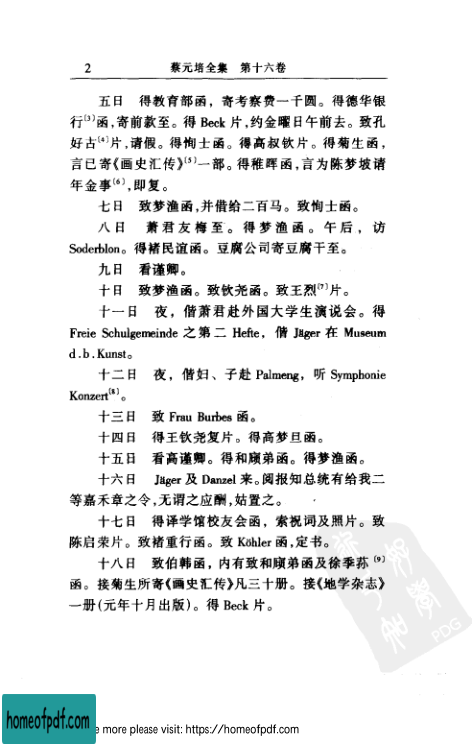 2 蔡元培全集 第十六卷
五日 得教育部函，寄考察费一千圆。得德华银
行〔3〕函，寄前款至。得 Beck 片，约金曜日午前去。致孔
好古〔4〕片，请假。得恂士函。得高叔钦片。得菊生函，
言已寄《画史汇传》〔5〕一部。得稚晖函，言为陈梦坡请
年金事〔6〕，即复。
七日 致梦渔函，并借给二百马。致恂士函。
八日 萧君友梅至。得梦渔函。午后，访
Soderblon。得褚民谊函。豆腐公司寄豆腐干至。
九日 看谨卿。
十日 致梦渔函。致钦尧函。致王烈〔7〕片。
十一日 夜，偕萧君赴外国大学生演说会。得
Freie Schulgemeinde 之第二 Hefte，偕 Jäger 在 Museum
d.b.Kunst。
十二日 夜，偕妇、子赴 Palmeng，听 Symphonie
Konzert〔8〕。
十三日 致 Frau Burbes 函。
十四日 得王钦尧复片。得高梦旦函。
十五日 看高谨卿。得和顾弟函。得梦渔函。
十六日 Jäger 及 Danzel 来。阅报知总统有给我二
等嘉禾章之令，无谓之应酬，姑置之。
十七日 得译学馆校友会函，索祝词及照片。致
陈启荣片。致褚重行函。致 Köhler 函，定书。
十八日 致伯韩函，内有致和顾弟函及徐季荪〔9〕
函。接菊生所寄《画史汇传》凡三十册。接《地学杂志》
一册（元年十月出版）。得 Beck 片。
PDG
homeofpdf.com
e more please visit: https://homeofpdf.com